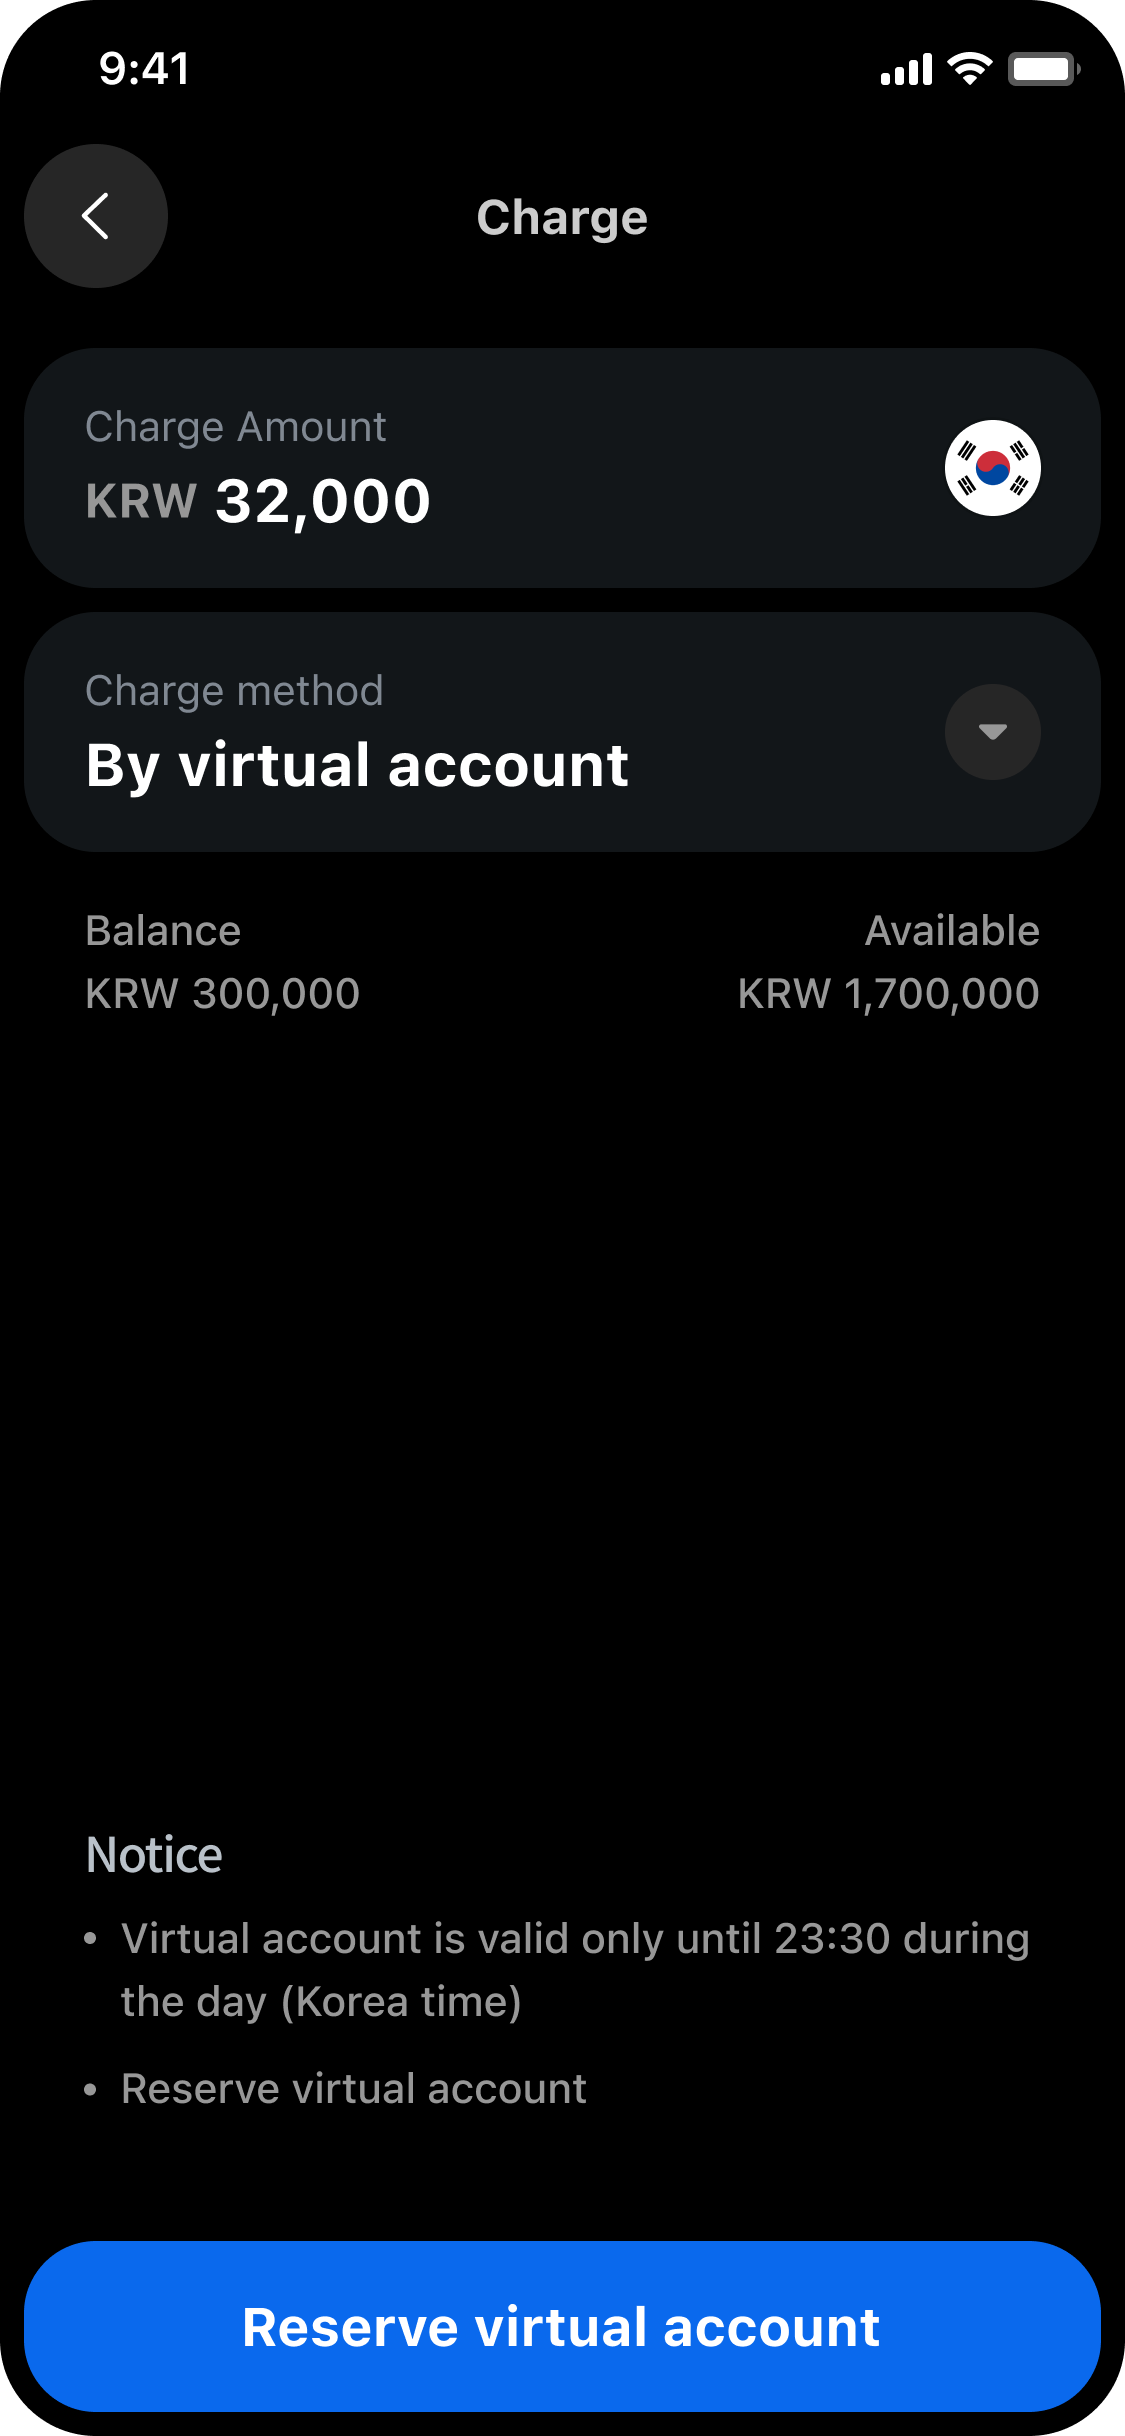 9:41
Charge
Charge Amount
KRW 32,000
Charge method
By virtual account
Balance
Available
KRW 300,000
KRW 1,700,000
Notice
• Virtual account is valid only until 23:30 during
the day (Korea time)
• Reserve virtual account
Reserve virtual account